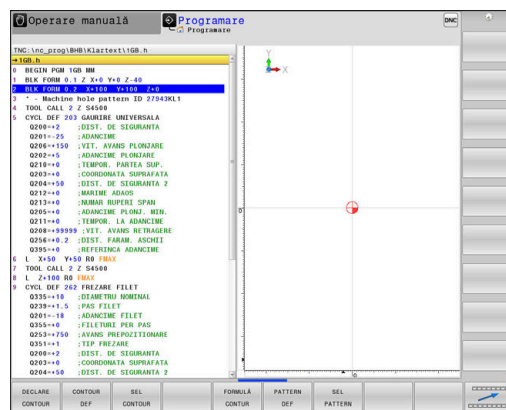 Operare manuală
Programare
Programare
DNC
TNC:\nc_prog\BHB\Klartext\1GB.h
→1GB.h
0 BEGIN PGM 1GB MM
1 BLK FORM 0.1 Z X+0 Y+0 Z-40
2 BLK FORM 0.2 X+100 Y+100 Z+0
3 * - Machine hole pattern ID 27943KL1
4 TOOL CALL 2 Z S4500
5 CYCL DEF 203 GAURIRE UNIVERSALA
Q200=+2 ;DIST. DE SIGURANTA
Q201=-25 ;ADANCIME
Q206=+150 ;VIT. AVANS PLONJARE
Q202=+5 ;ADANCIME PLONJARE
Q210=+0 ;TEMPOR. PARTEA SUP.
Q203=+0 ;COORDONATA SUPRAFATA
Q204=+50 ;DIST. DE SIGURANTA 2
Q212=+0 ;MARIME ADAOS
Q213=+0 ;NUMAR RUPERI SPAN
Q205=+0 ;ADANCIME PLONJ. MIN.
Q211=+0 ;TEMPOR. LA ADANCIME
Q208=+99999 ;VIT. AVANS RETRAGERE
Q256=+0.2 ;DIST. FARAM. ASCHII
Q395=+0 ;REFERINCA ADANCIME
6 L X+50 Y+50 R0 FMAX
7 TOOL CALL 2 Z S4500
8 L Z+100 R0 FMAX
9 CYCL DEF 262 FREZARE FILET
Q335=+10 ;DIAMETRU NOMINAL
Q239=+1.5 ;PAS FILET
Q201=-18 ;ADANCIME FILET
Q355=+0 ;FILETURI PER PAS
Q253=+750 ;AVANS PREPOZITIONARE
Q351=+1 ;TIP FREZARE
Q200=+2 ;DIST. DE SIGURANTA
Q203=+0 ;COORDONATA SUPRAFATA
Q204=+50 ;DIST. DE SIGURANTA 2
Y
X
0
0
DECLARE CONTOUR
CONTOUR DEF
SEL CONTOUR
FORMULĂ CONTUR
PATTERN DEF
SEL PATTERN